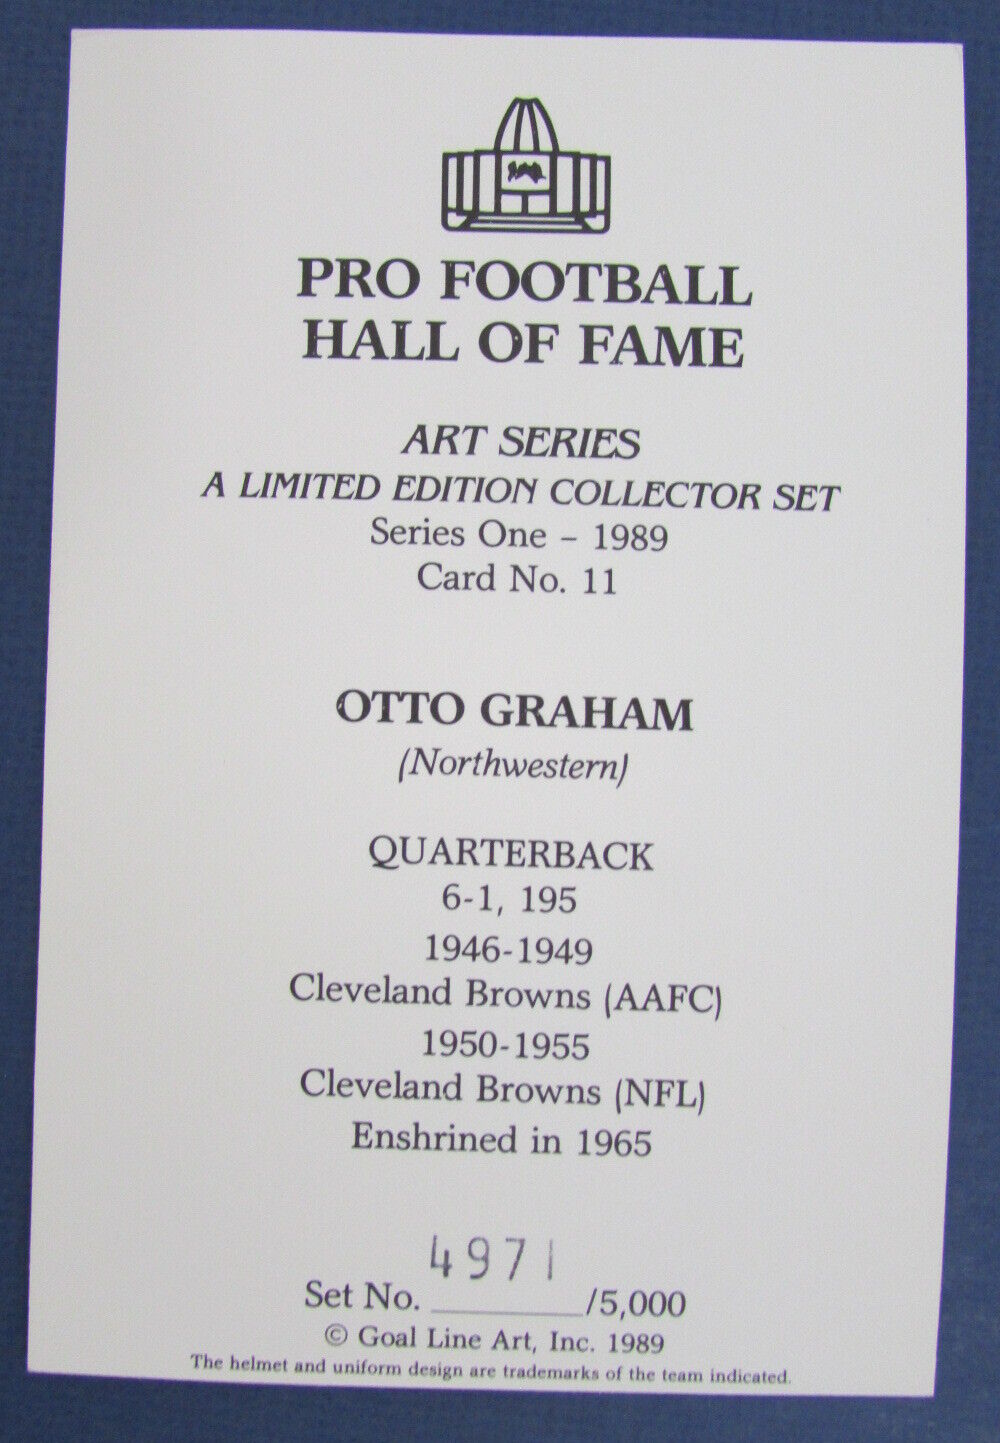 PRO FOOTBALL
HALL OF FAME
ART SERIES
A LIMITED EDITION COLLECTOR SET
Series One – 1989
Card No. 11
OTTO GRAHAM
(Northwestern)
QUARTERBACK
6-1, 195
1946-1949
Cleveland Browns (AAFC)
1950-1955
Cleveland Browns (NFL)
Enshrined in 1965
4971
Set No. ________/5,000
© Goal Line Art, Inc. 1989
The helmet and uniform design are trademarks of the team indicated.